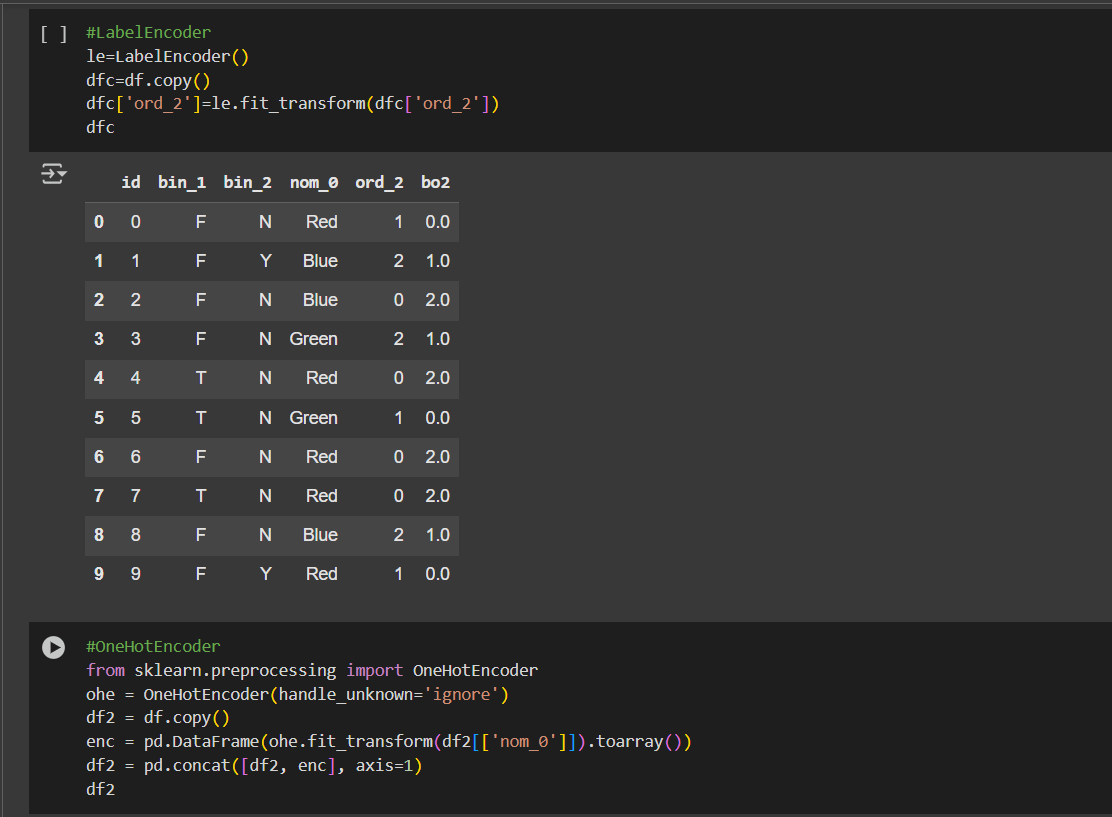 [ ] #LabelEncoder
le=LabelEncoder()
dfc=df.copy()
dfc['ord_2']=le.fit_transform(dfc['ord_2'])
dfc
id bin_1 bin_2 nom_0 ord_2 bo2
0 0 F N Red 1 0.0
1 1 F Y Blue 2 1.0
2 2 F N Blue 0 2.0
3 3 F N Green 2 1.0
4 4 T N Red 0 2.0
5 5 T N Green 1 0.0
6 6 F N Red 0 2.0
7 7 T N Red 0 2.0
8 8 F N Blue 2 1.0
9 9 F Y Red 1 0.0
#OneHotEncoder
from sklearn.preprocessing import OneHotEncoder
ohe = OneHotEncoder(handle_unknown='ignore')
df2 = df.copy()
enc = pd.DataFrame(ohe.fit_transform(df2[['nom_0']]).toarray())
df2 = pd.concat([df2, enc], axis=1)
df2